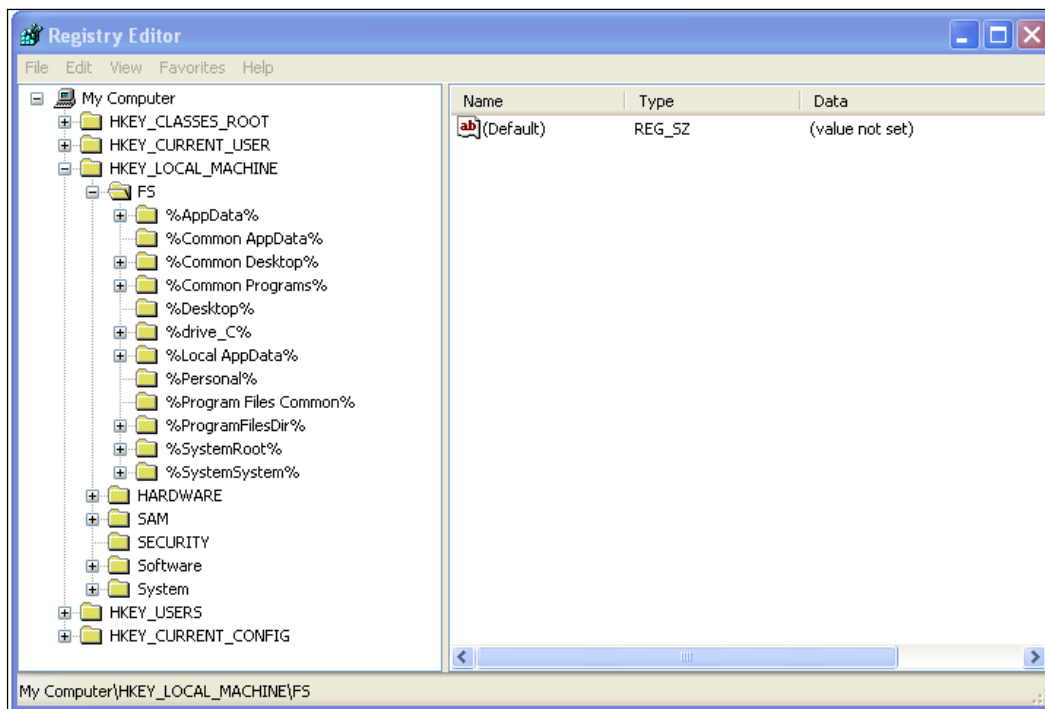 Registry Editor
File Edit View Favorites Help
My Computer
HKEY_CLASSES_ROOT
HKEY_CURRENT_USER
HKEY_LOCAL_MACHINE
FS
%AppData%
%Common AppData%
%Common Desktop%
%Common Programs%
%Desktop%
%drive_C%
%Local AppData%
%Personal%
%Program Files Common%
%ProgramFilesDir%
%SystemRoot%
%SystemSystem%
HARDWARE
SAM
SECURITY
Software
System
HKEY_USERS
HKEY_CURRENT_CONFIG
Name Type Data
ab (Default) REG_SZ (value not set)
My Computer\HKEY_LOCAL_MACHINE\FS